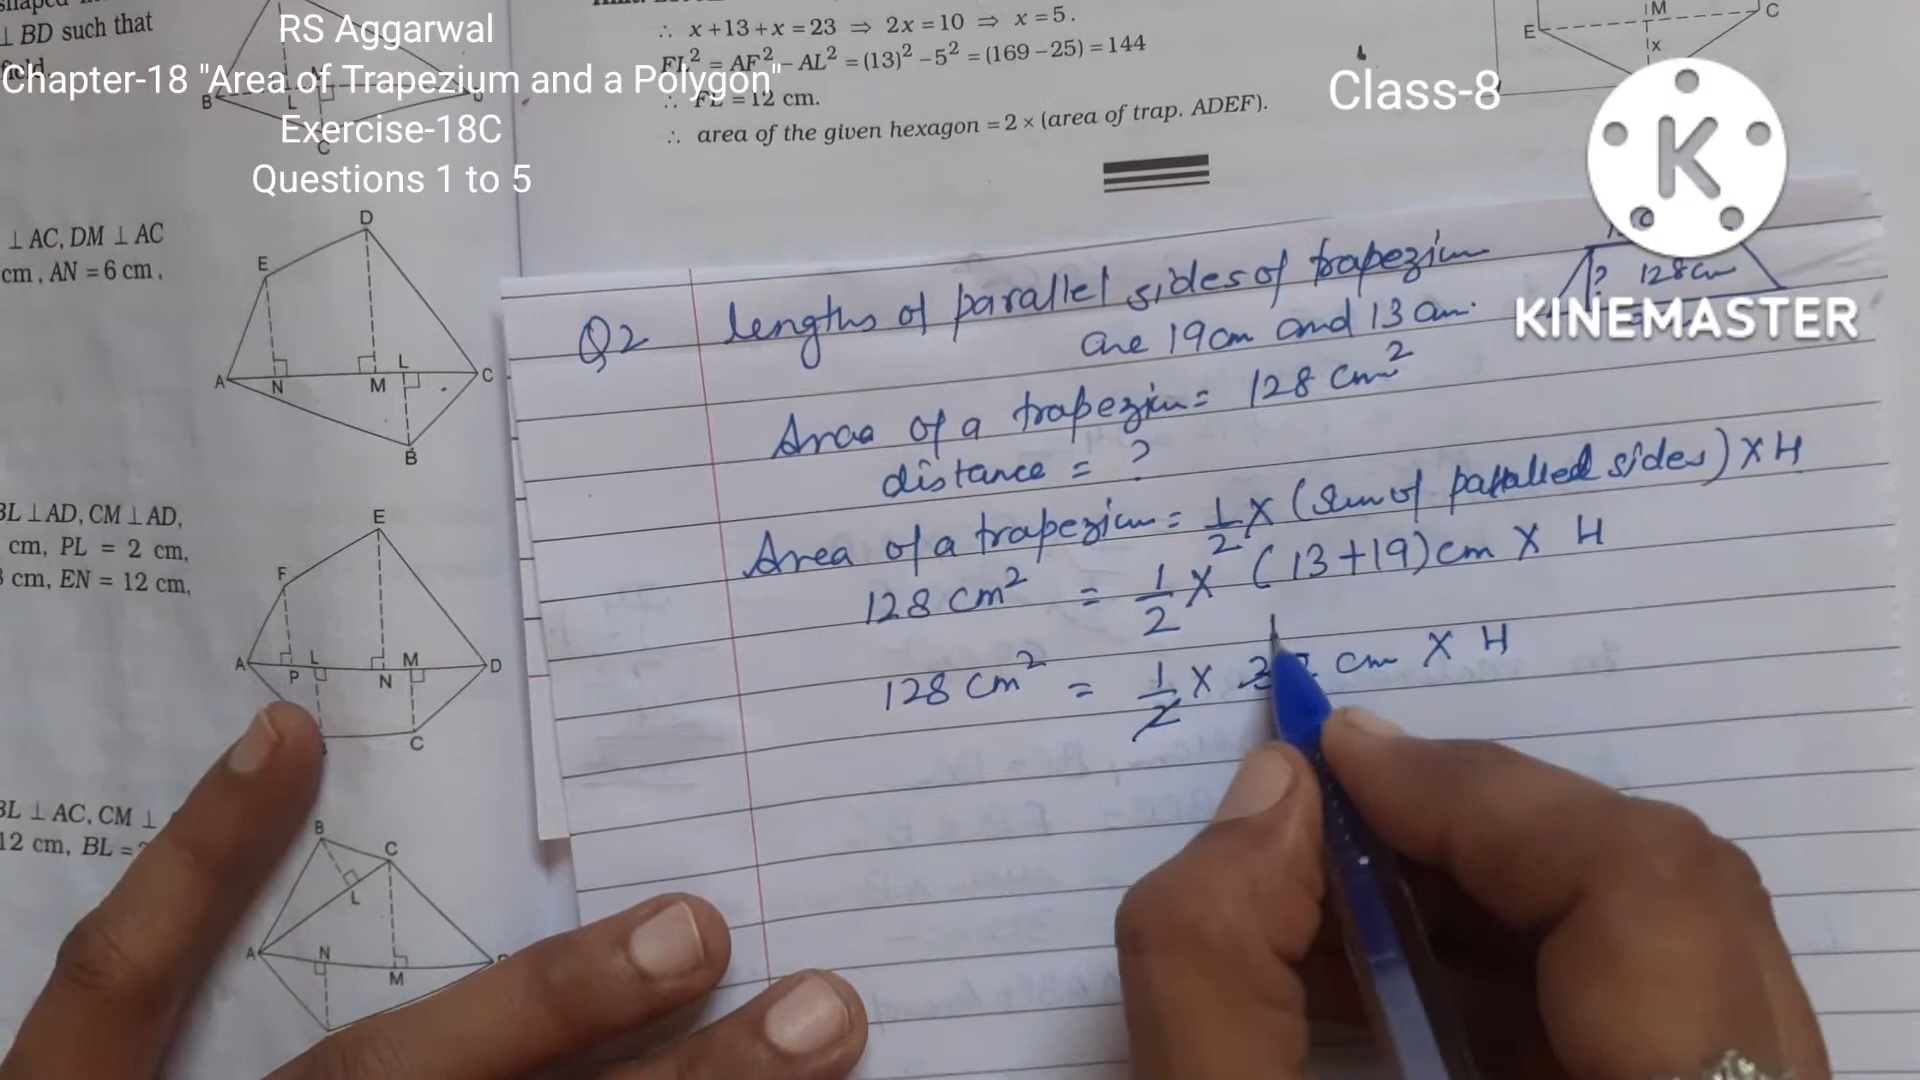 ⊥ BD such that
field.
RS Aggarwal
Chapter-18 "Area of Trapezium and a Polygon"
Exercise-18C
Questions 1 to 5
B L
C
∴ x+13+x = 23 ⇒ 2x = 10 ⇒ x = 5.
FL² = AF² – AL² = (13)² – 5² = (169 – 25) = 144
∴ FL = 12 cm.
∴ area of the given hexagon = 2 × (area of trap. ADEF).
Class-8
M
E C
x
K
KINEMASTER
⊥ AC, DM ⊥ AC
cm, AN = 6 cm,
D
E
A N M L C
B
BL ⊥ AD, CM ⊥ AD,
cm, PL = 2 cm,
cm, EN = 12 cm,
E
F
A P L N M D
C
BL ⊥ AC, CM ⊥
12 cm, BL =
B
C
L
A N M
Q2 lengths of parallel sides of trapezium
are 19cm and 13 cm.
? 128 cm
Area of a trapezium = 128 cm²
distance = ?
Area of a trapezium = 1/2 X (Sum of paralled sides) X H
128 cm² = 1/2 X (13+19) cm X H
128 cm² = 1/2 X 32 cm X H